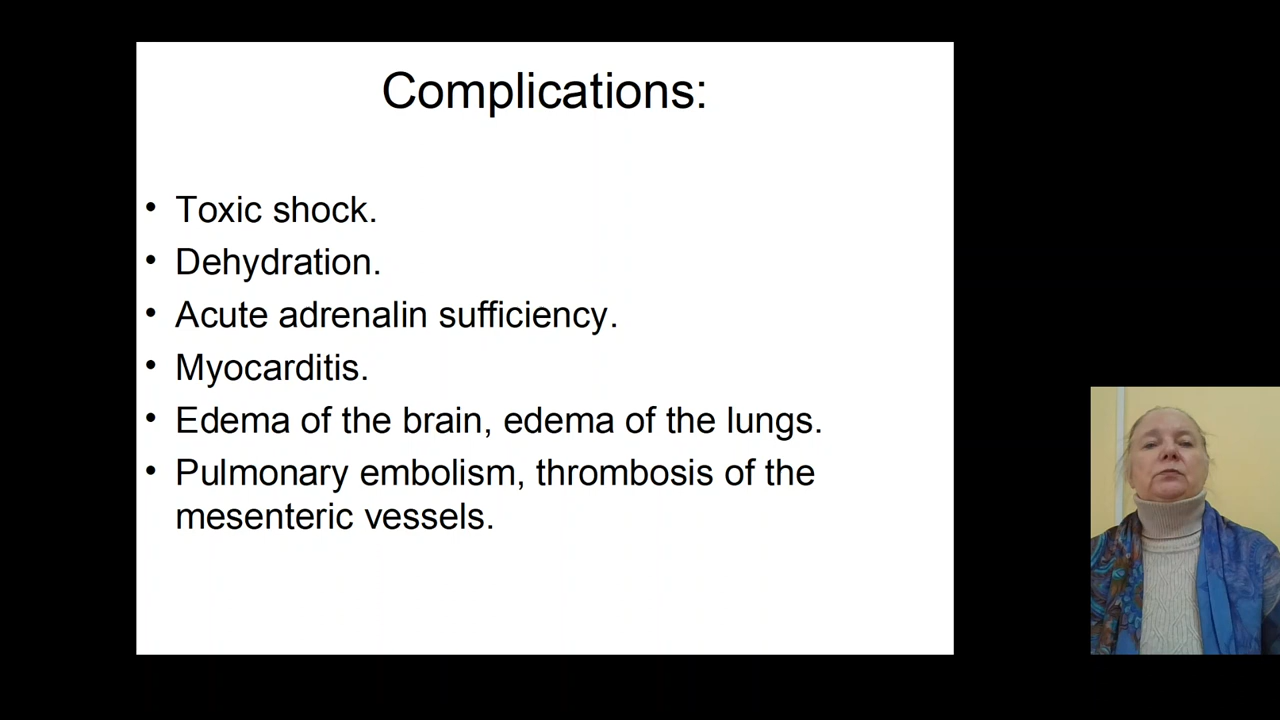 Complications:
• Toxic shock.
• Dehydration.
• Acute adrenalin sufficiency.
• Myocarditis.
• Edema of the brain, edema of the lungs.
• Pulmonary embolism, thrombosis of the
mesenteric vessels.